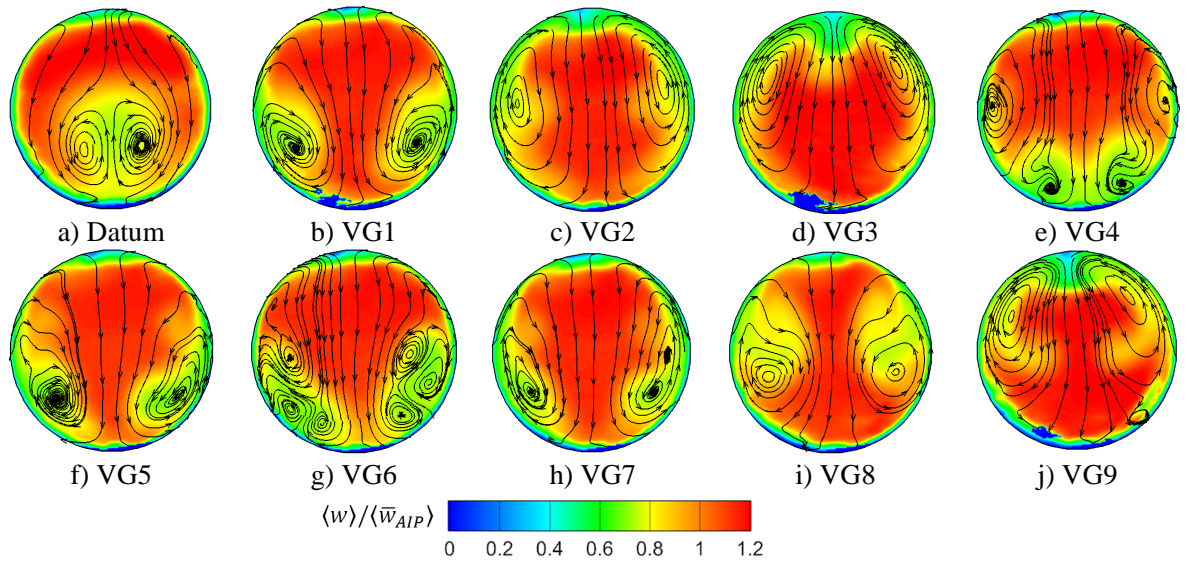 a) Datum b) VG1 c) VG2 d) VG3 e) VG4
f) VG5 g) VG6 h) VG7 i) VG8 j) VG9
⟨w⟩/⟨w̅_AIP⟩
0 0.2 0.4 0.6 0.8 1 1.2